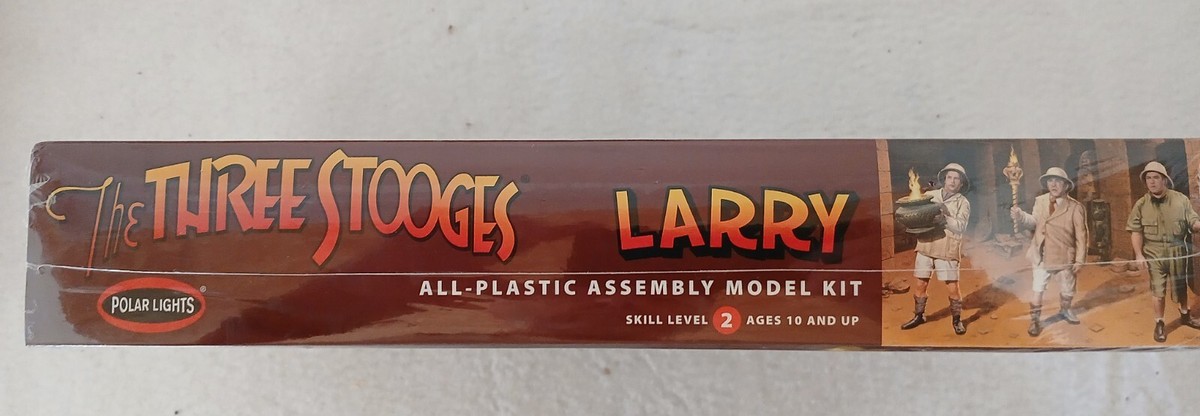 The THREE STOOGES®
LARRY
POLAR LIGHTS®
ALL-PLASTIC ASSEMBLY MODEL KIT
SKILL LEVEL 2 AGES 10 AND UP